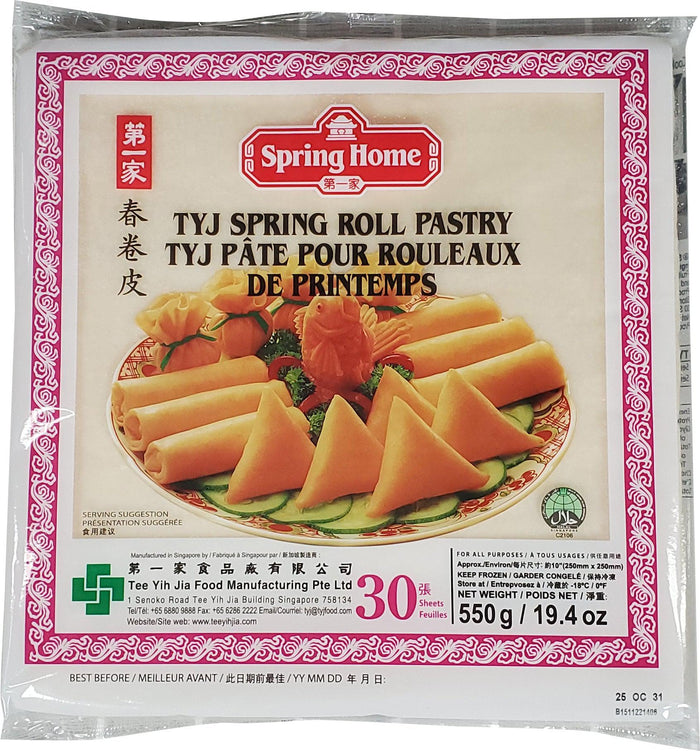 Spring Home
第一家
第一家
春卷皮
TYJ SPRING ROLL PASTRY
TYJ PÂTE POUR ROULEAUX
DE PRINTEMPS
SERVING SUGGESTION
PRÉSENTATION SUGGÉRÉE
食用建议
HALAL
SINGAPORE
C2106
Manufactured in Singapore by / Fabriqué à Singapour par / 新加坡製造商:
第一家食品廠有限公司
Tee Yih Jia Food Manufacturing Pte Ltd
1 Senoko Road Tee Yih Jia Building Singapore 758134
Tel/Tél: +65 6880 9888 Fax: +65 6286 2222 Email/Courriel: tyj@tyjfood.com
Website/Site web: www.teeyihjia.com
30 張
Sheets
Feuilles
FOR ALL PURPOSES / À TOUS USAGES / 供任意用途
Approx./Environ/每片尺寸: 約10"(250mm x 250mm)
KEEP FROZEN / GARDER CONGELÉ / 保持冷凍
Store at / Entreposez à / 冷藏於 -18°C / 0°F
NET WEIGHT / POIDS NET / 淨重:
550g / 19.4 oz
BEST BEFORE / MEILLEUR AVANT / 此日期前最佳 / YY MM DD 年 月 日:
25 OC 31
B1511221406